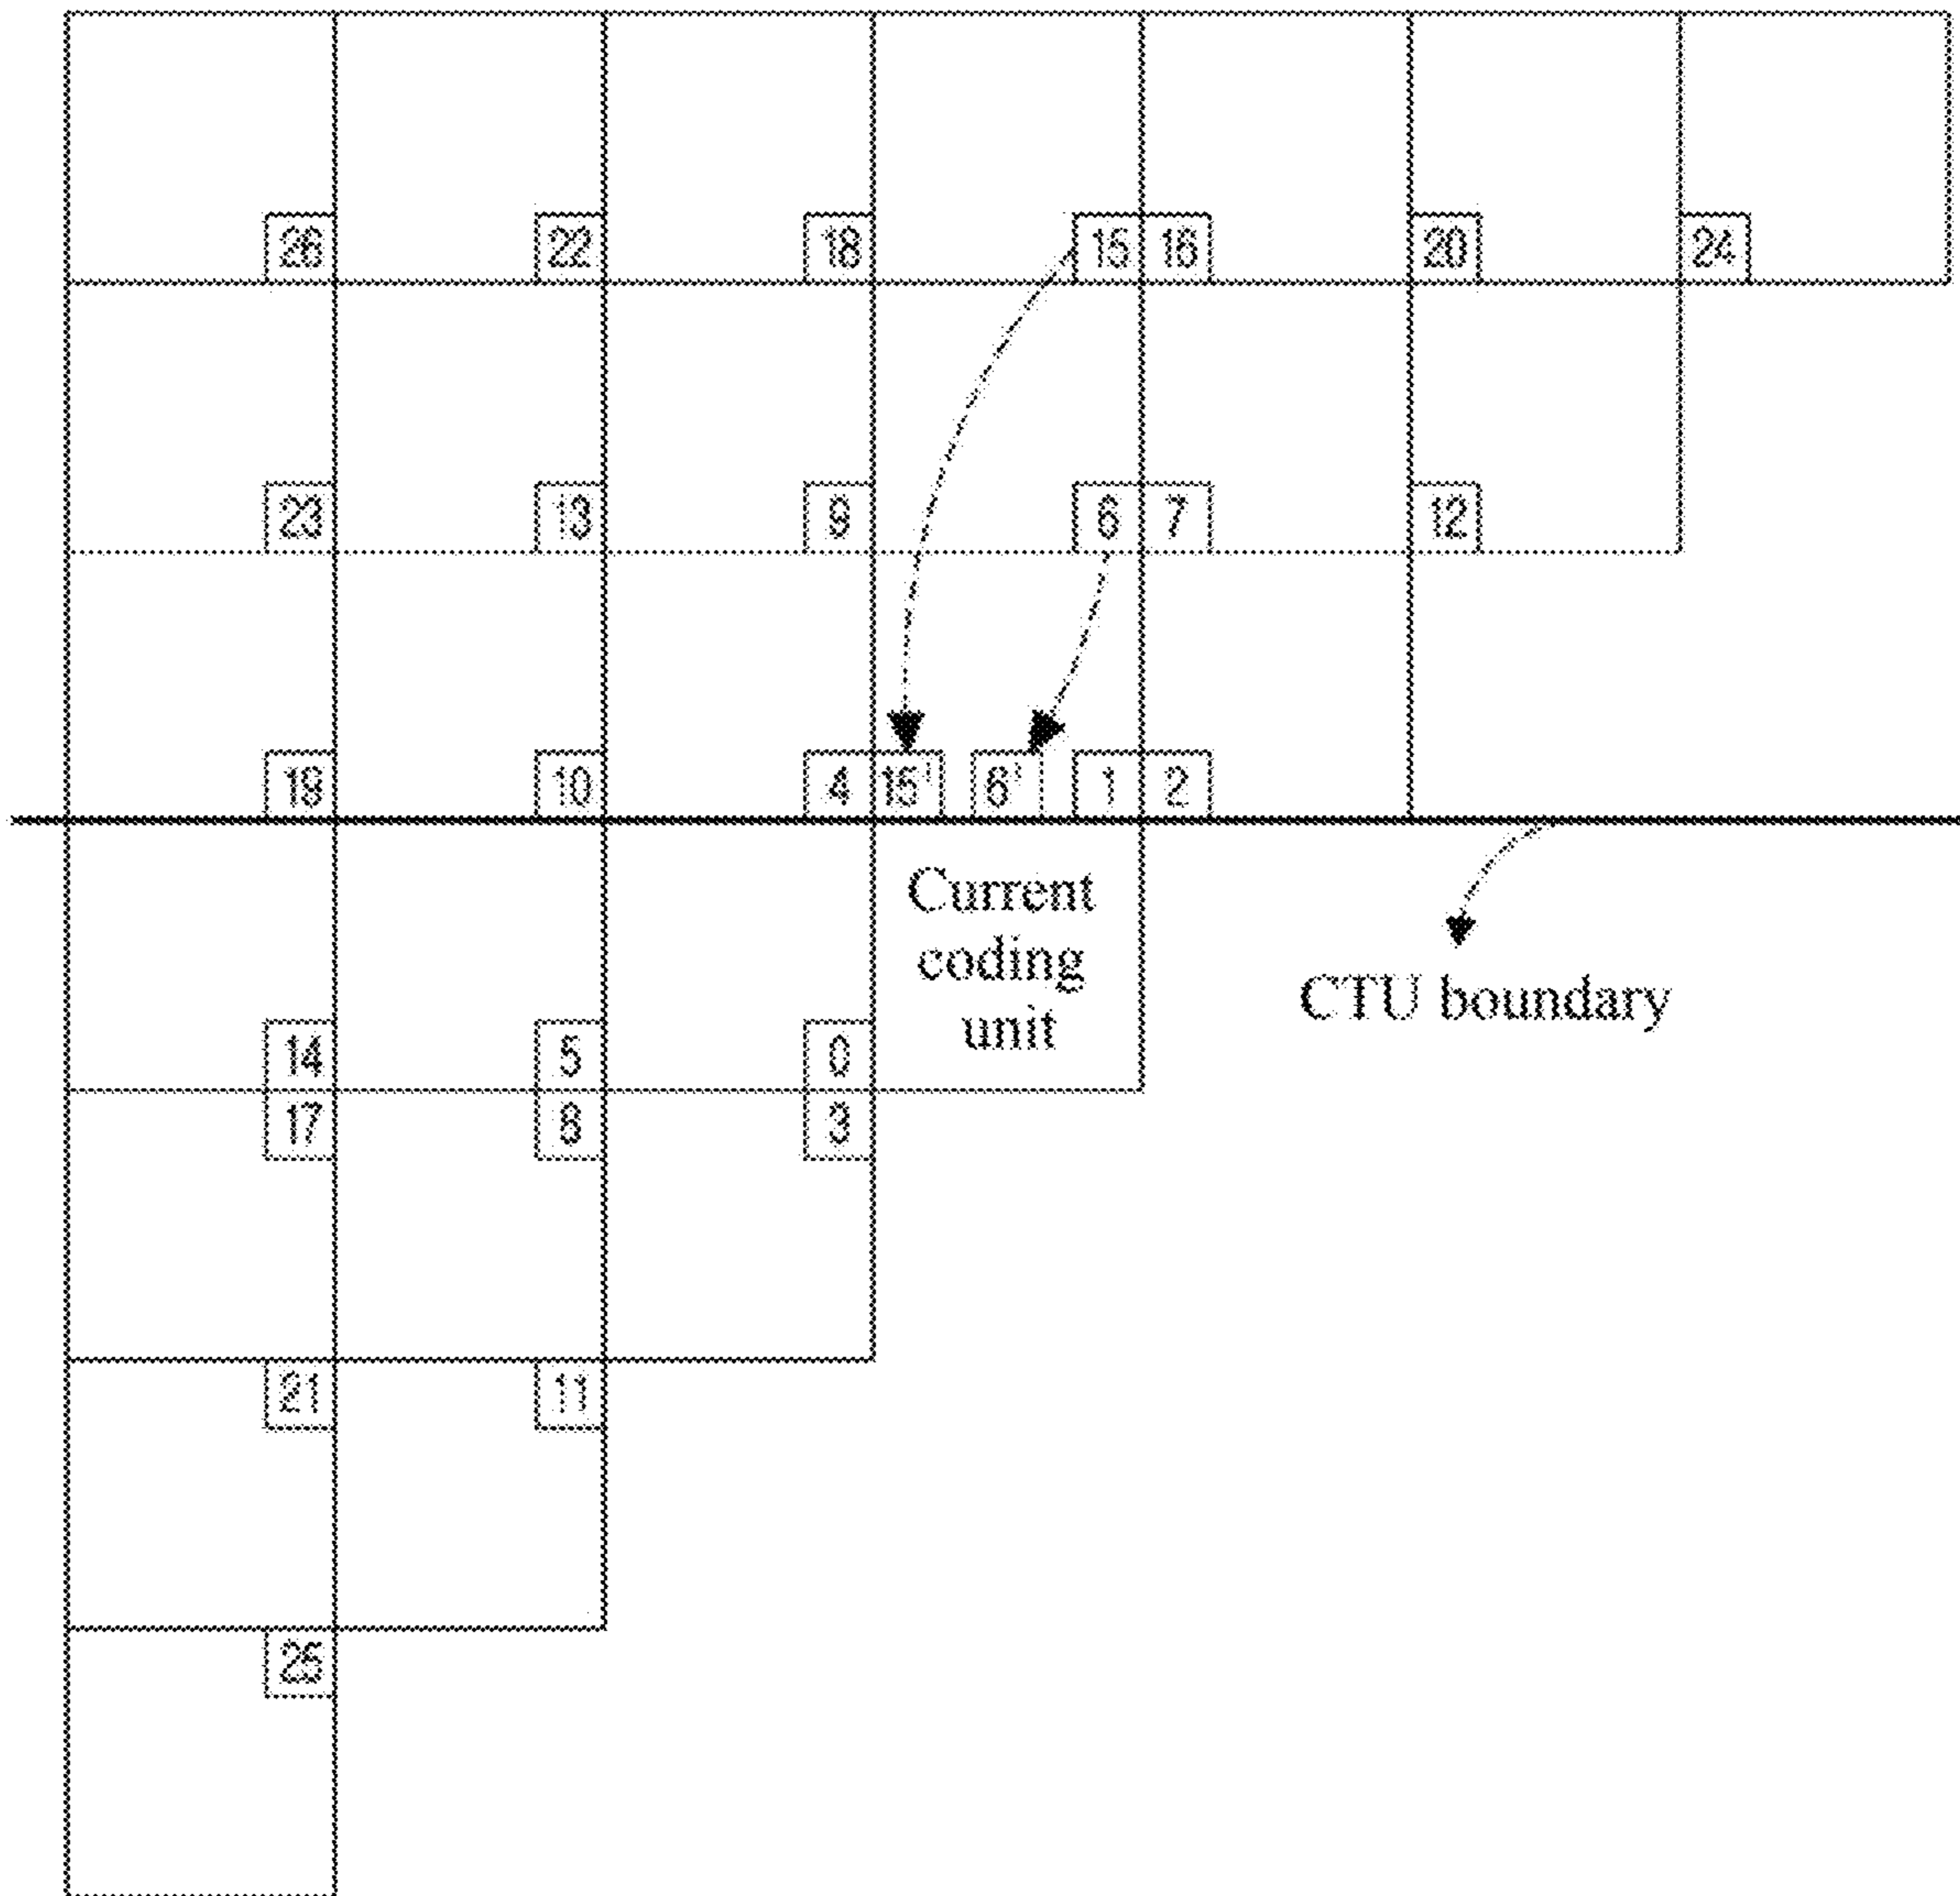 26 22 18 15 16 20 24
23 13 9 6 7 12
19 10 4 15' 6' 1 2
Current
coding
unit
CTU boundary
14 5 0
17 8 3
21 11
25